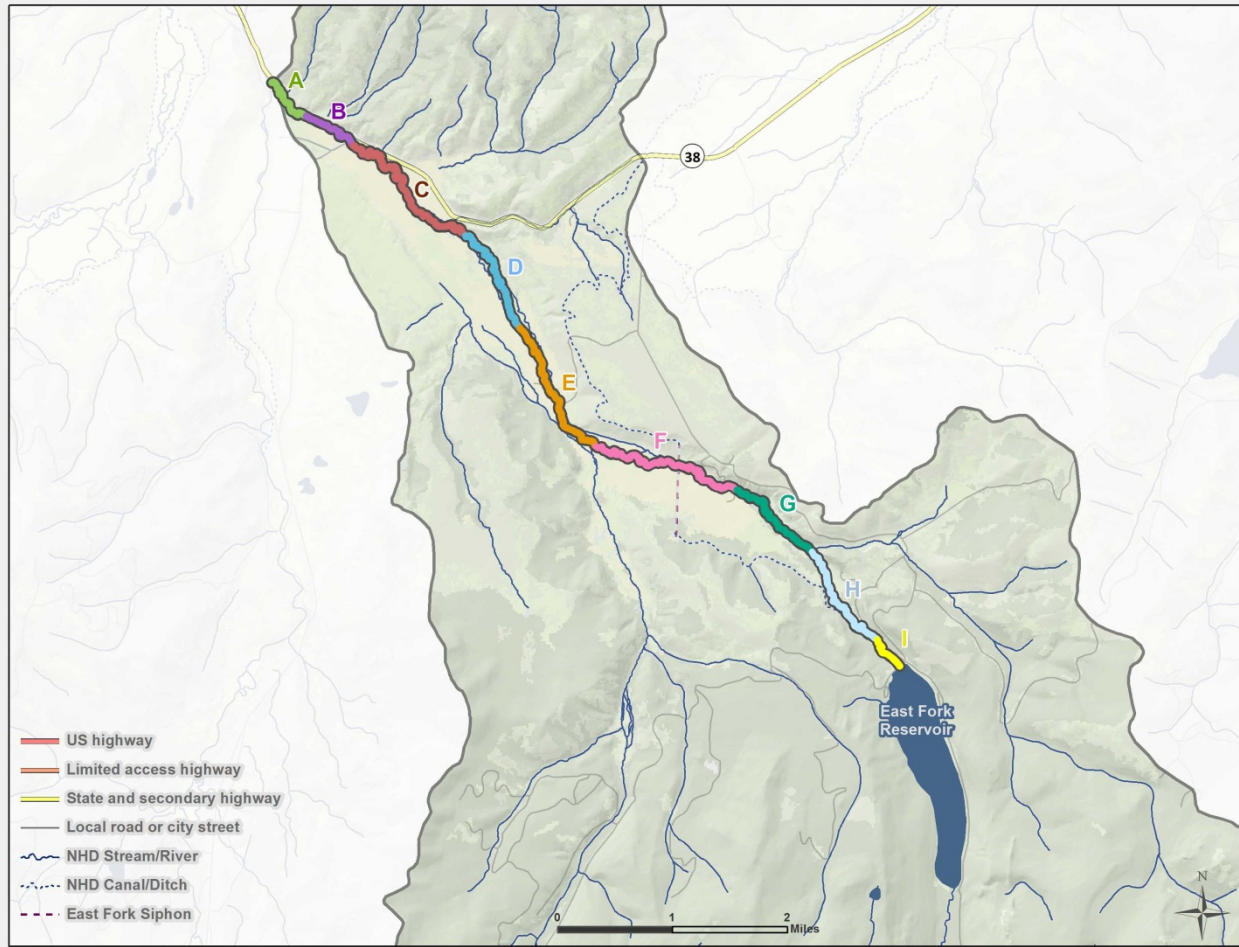 A
B
38
C
D
E
F
G
H
I
East Fork
Reservoir
US highway
Limited access highway
State and secondary highway
Local road or city street
NHD Stream/River
NHD Canal/Ditch
East Fork Siphon
N
0 1 2
Miles